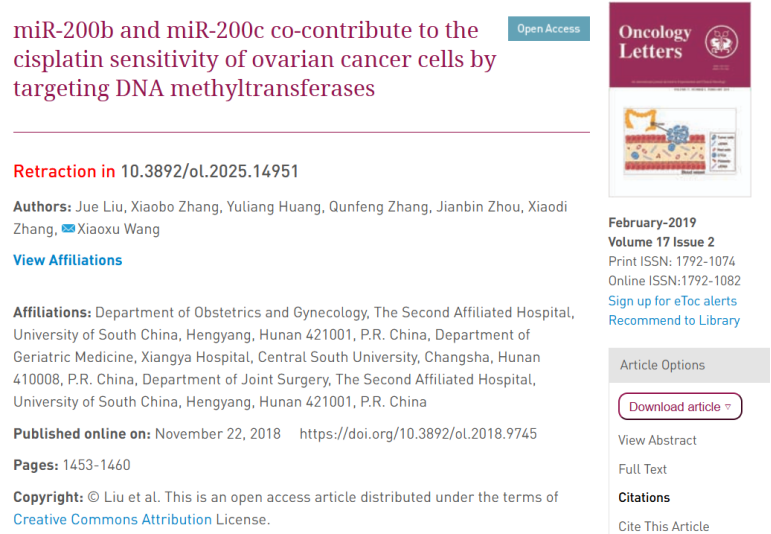 miR-200b and miR-200c co-contribute to the
cisplatin sensitivity of ovarian cancer cells by
targeting DNA methyltransferases
Open Access
Retraction in 10.3892/ol.2025.14951
Authors: Jue Liu, Xiaobo Zhang, Yuliang Huang, Qunfeng Zhang, Jianbin Zhou, Xiaodi
Zhang, Xiaoxu Wang
View Affiliations
Affiliations: Department of Obstetrics and Gynecology, The Second Affiliated Hospital,
University of South China, Hengyang, Hunan 421001, P.R. China, Department of
Geriatric Medicine, Xiangya Hospital, Central South University, Changsha, Hunan
410008, P.R. China, Department of Joint Surgery, The Second Affiliated Hospital,
University of South China, Hengyang, Hunan 421001, P.R. China
Published online on: November 22, 2018 https://doi.org/10.3892/ol.2018.9745
Pages: 1453-1460
Copyright: © Liu et al. This is an open access article distributed under the terms of
Creative Commons Attribution License.
Oncology
Letters
February-2019
Volume 17 Issue 2
Print ISSN: 1792-1074
Online ISSN:1792-1082
Sign up for eToc alerts
Recommend to Library
Article Options
Download article ▿
View Abstract
Full Text
Citations
Cite This Article